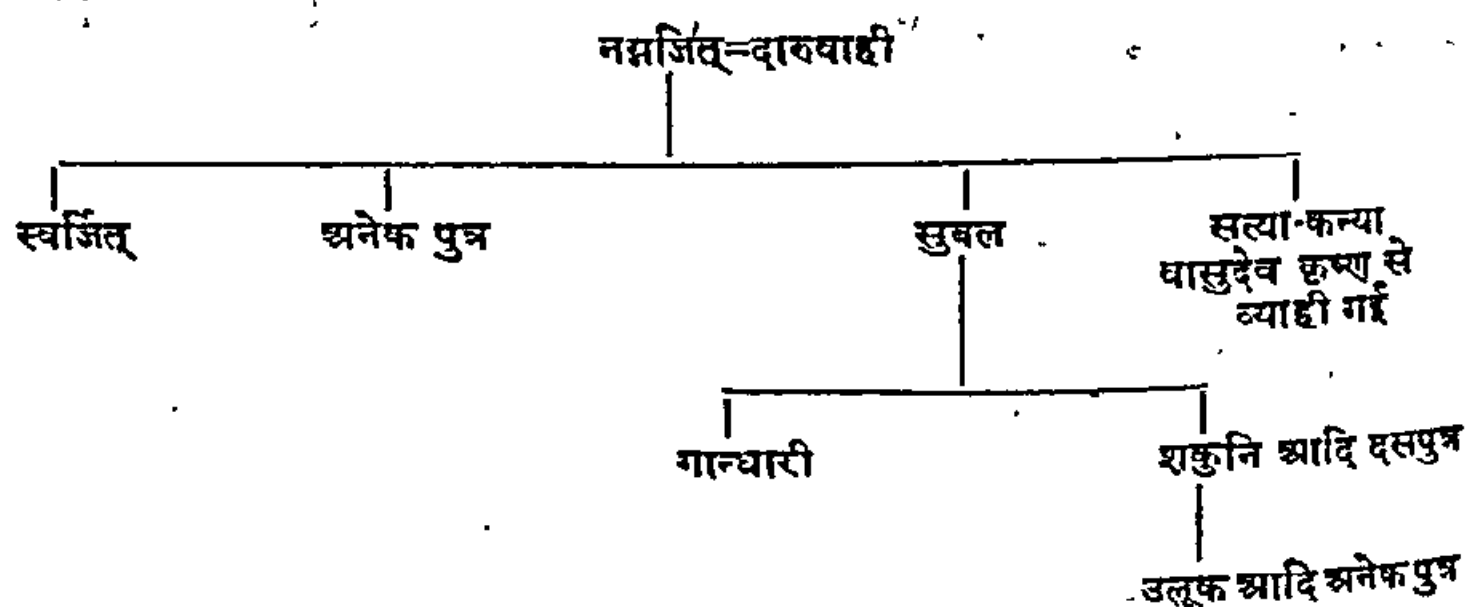 नग्नजित्=दारुवाही
स्वर्जित्
अनेक पुत्र
सुबल
सत्या-कन्या
वासुदेव कृष्ण से
व्याही गई
गान्धारी
शकुनि आदि दसपुत्र
उलूक आदि अनेक पुत्र